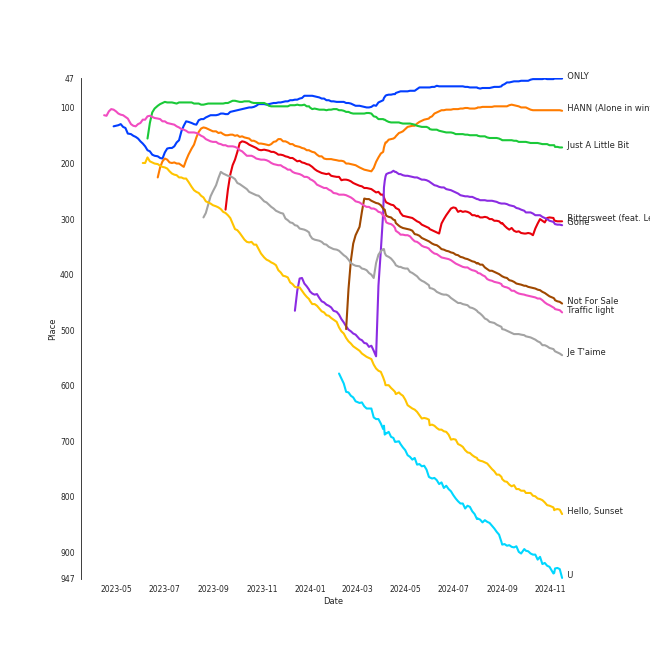 47
100
200
300
400
500
600
700
800
900
947
Place
2023-05
2023-07
2023-09
2023-11
2024-01
2024-03
2024-05
2024-07
2024-09
2024-11
Date
ONLY
HANN (Alone in win
Just A Little Bit
Bittersweet (feat. Le
Gone
Not For Sale
Traffic light
Je T'aime
Hello, Sunset
U